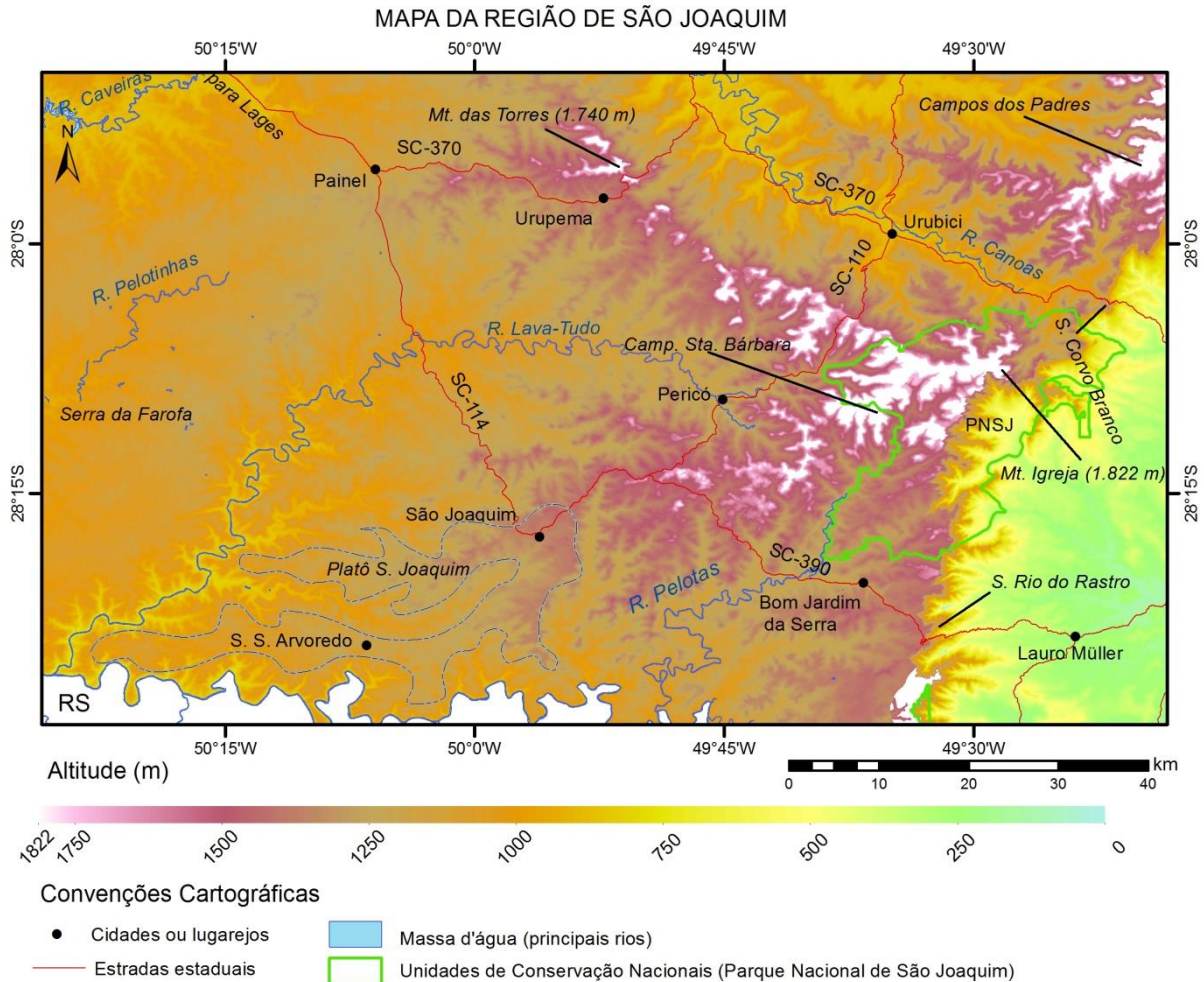 MAPA DA REGIÃO DE SÃO JOAQUIM
50°15'W 50°0'W 49°45'W 49°30'W
R. Caveiras
para Lages
Mt. das Torres (1.740 m)
Campos dos Padres
N
SC-370
Painel
Urupema
SC-370
Urubici
28°0'S
28°0'S
R. Canoas
SC-110
R. Pelotinhas
R. Lava-Tudo
Camp. Sta. Bárbara
S. Corvo Branco
Pericó
Serra da Farofa
SC-114
PNSJ
Mt. Igreja (1.822 m)
28°15'S
28°15'S
São Joaquim
Platô S. Joaquim
SC-390
R. Pelotas
S. Rio do Rastro
Bom Jardim
da Serra
S. S. Arvoredo
Lauro Müller
RS
50°15'W 50°0'W 49°45'W 49°30'W
Altitude (m)
km
0 10 20 30 40
1822 1750 1500 1250 1000 750 500 250 0
Convenções Cartográficas
Cidades ou lugarejos
Massa d'água (principais rios)
Estradas estaduais
Unidades de Conservação Nacionais (Parque Nacional de São Joaquim)